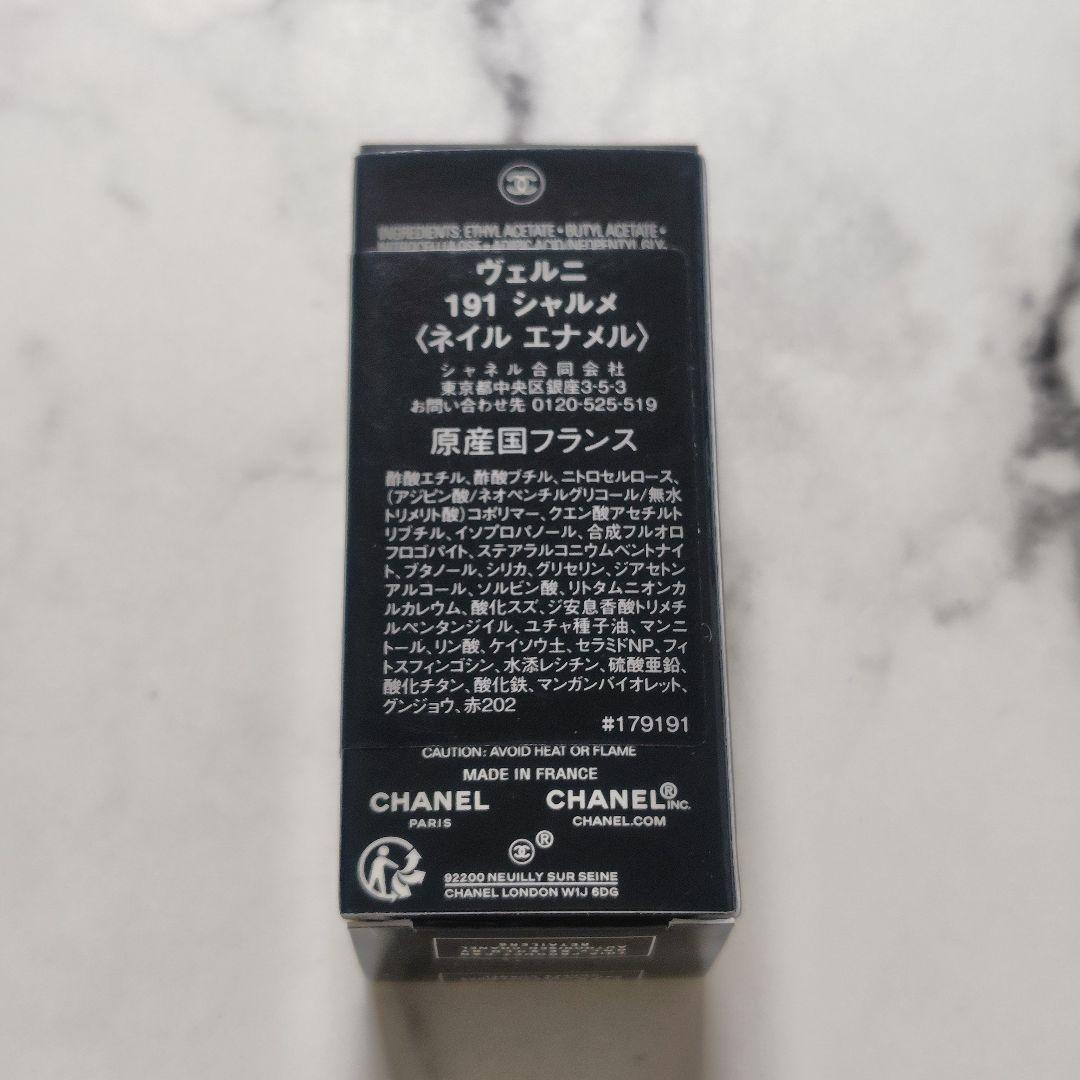 INGREDIENTS: ETHYL ACETATE • BUTYL ACETATE •
ヴェルニ
191 シャルメ
〈ネイル エナメル〉
シャネル合同会社
東京都中央区銀座3-5-3
お問い合わせ先 0120-525-519
原産国フランス
酢酸エチル、酢酸ブチル、ニトロセルロース、
(アジピン酸/ネオペンチルグリコール/無水
トリメリト酸)コポリマー、クエン酸アセチルト
リブチル、イソプロパノール、合成フルオロ
フロゴパイト、ステアラルコニウムベントナイ
ト、ブタノール、シリカ、グリセリン、ジアセトン
アルコール、ソルビン酸、リトタムニオンカ
ルカレウム、酸化スズ、ジ安息香酸トリメチ
ルペンタンジイル、ユチャ種子油、マンニ
トール、リン酸、ケイソウ土、セラミドNP、フィ
トスフィンゴシン、水添レシチン、硫酸亜鉛、
酸化チタン、酸化鉄、マンガンバイオレット、
グンジョウ、赤202
#179191
CAUTION: AVOID HEAT OR FLAME
MADE IN FRANCE
CHANEL CHANEL® INC.
PARIS CHANEL.COM
®
92200 NEUILLY SUR SEINE
CHANEL LONDON W1J 6DG